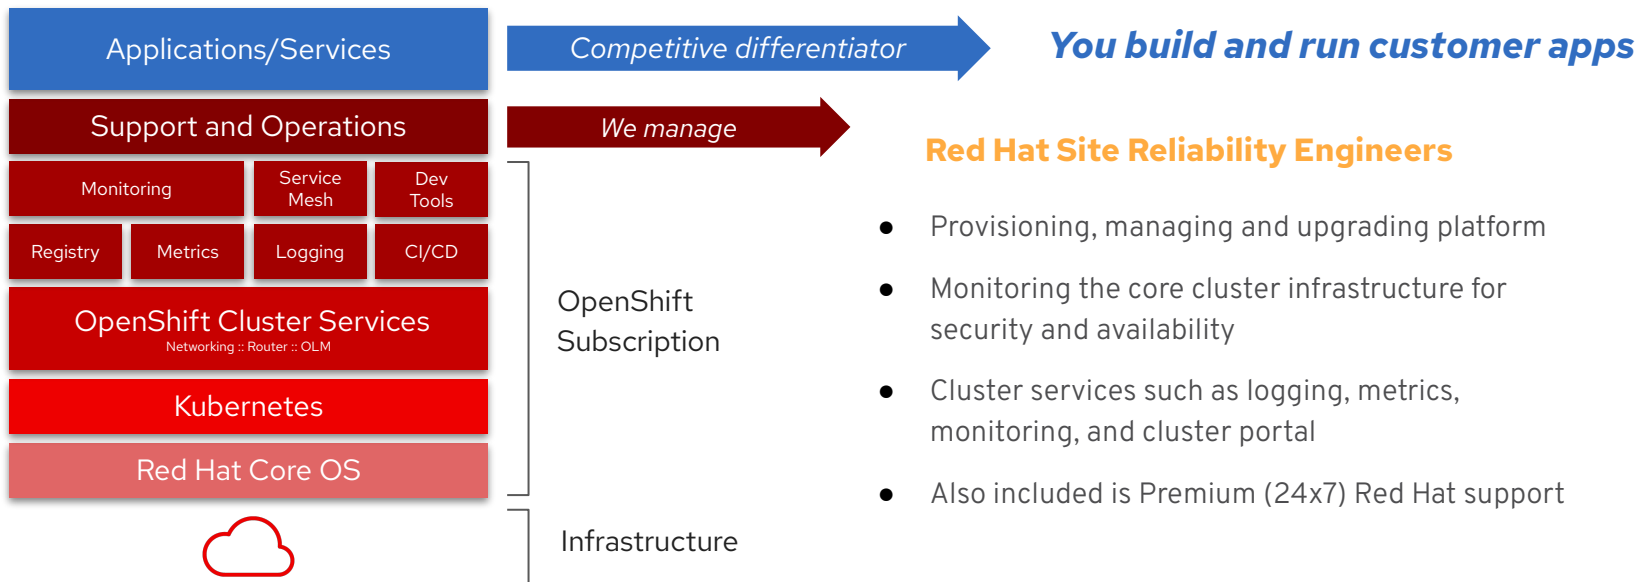 Applications/Services
Competitive differentiator
You build and run customer apps
Support and Operations
We manage
Red Hat Site Reliability Engineers
Monitoring
Service
Mesh
Dev
Tools
Registry
Metrics
Logging
CI/CD
OpenShift Cluster Services
Networking :: Router :: OLM
Kubernetes
Red Hat Core OS
OpenShift
Subscription
Infrastructure
● Provisioning, managing and upgrading platform
● Monitoring the core cluster infrastructure for
security and availability
● Cluster services such as logging, metrics,
monitoring, and cluster portal
● Also included is Premium (24x7) Red Hat support